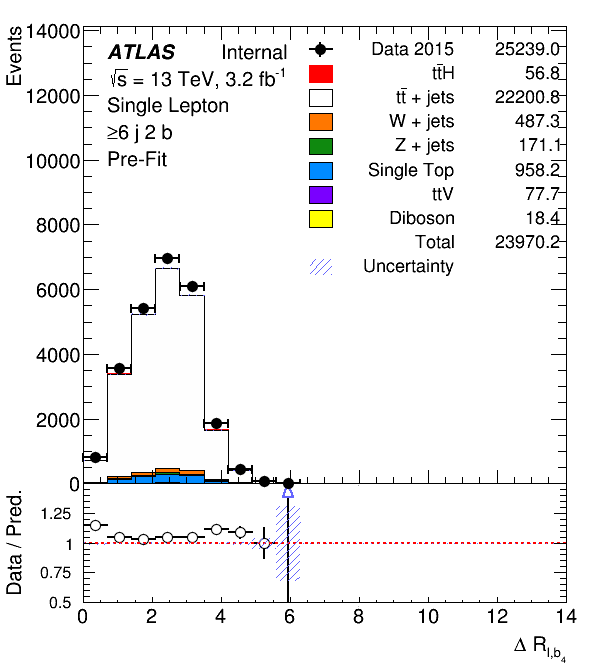 Events
14000
12000
10000
8000
6000
4000
2000
0
ATLAS Internal
√s = 13 TeV, 3.2 fb⁻¹
Single Lepton
≥6 j 2 b
Pre-Fit
Data 2015 25239.0
tt̄H 56.8
tt̄ + jets 22200.8
W + jets 487.3
Z + jets 171.1
Single Top 958.2
ttV 77.7
Diboson 18.4
Total 23970.2
Uncertainty
Data / Pred.
1.25
1
0.75
0.5
0 2 4 6 8 10 12 14
Δ R_{l,b_4}